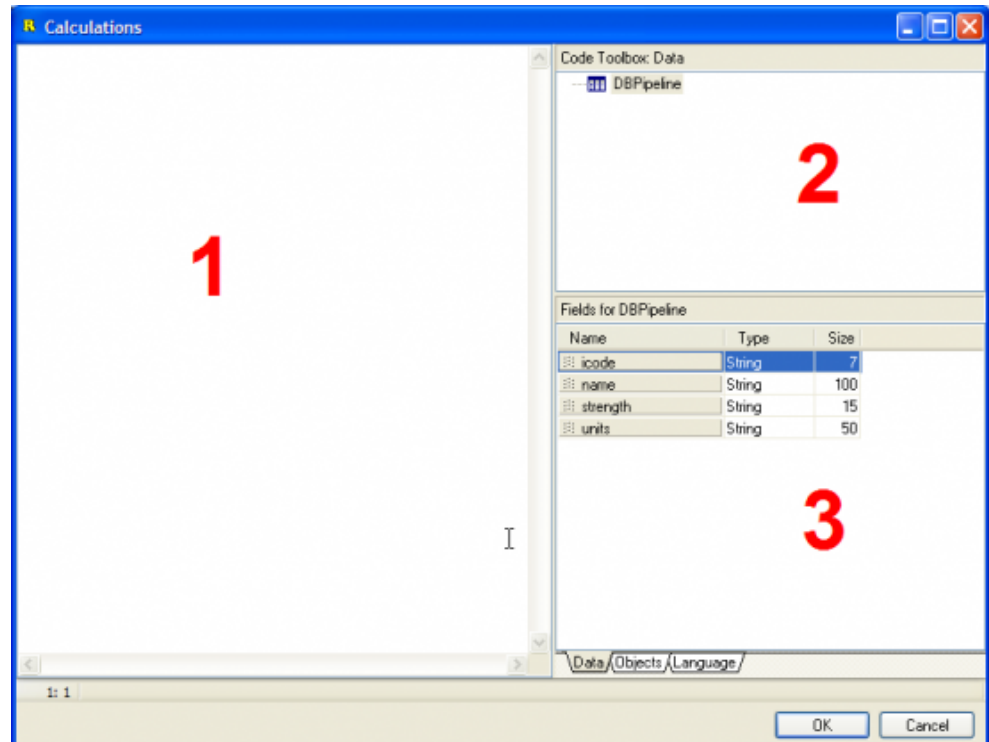 R Calculations
Code Toolbox: Data
DBPipeline
2
1
Fields for DBPipeline
Name Type Size
icode String 7
name String 100
strength String 15
units String 50
3
Data Objects Language
1: 1
OK Cancel